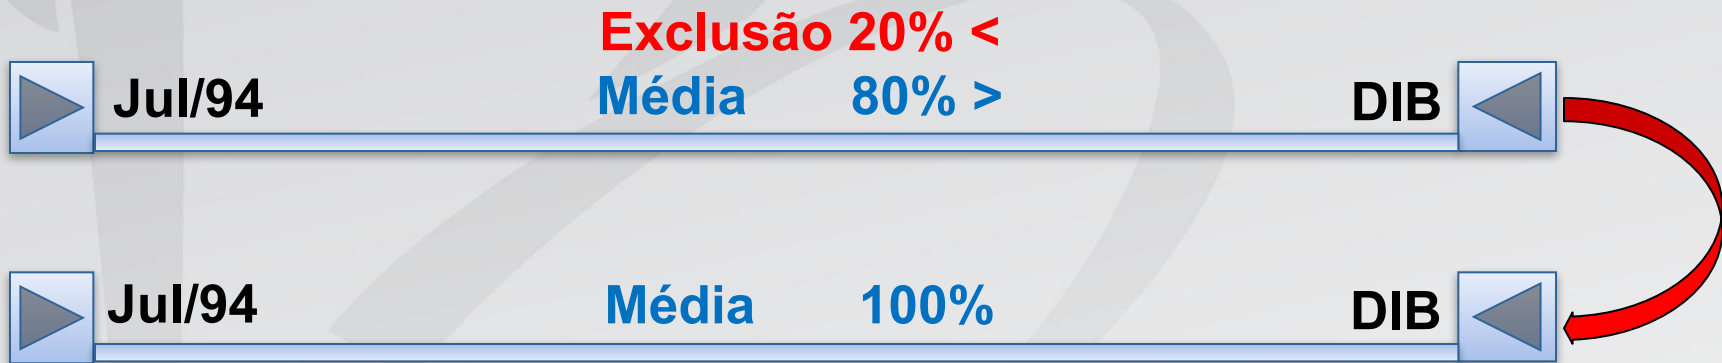 Exclusão 20% <
Jul/94 Média 80% > DIB
Jul/94 Média 100% DIB